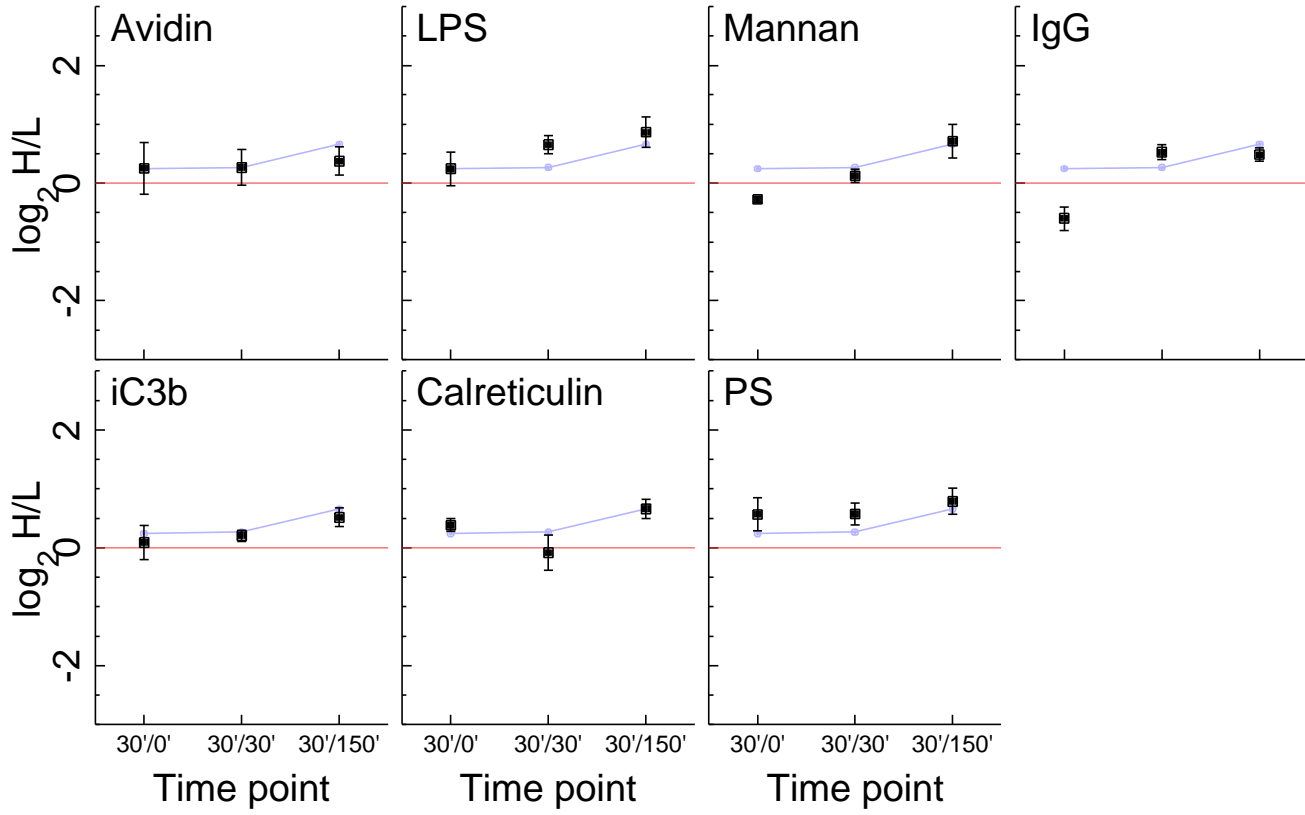 Avidin LPS Mannan IgG
2
0
-2
log2 H/L
iC3b Calreticulin PS
2
0
-2
log2 H/L
30'/0' 30'/30' 30'/150' 30'/0' 30'/30' 30'/150' 30'/0' 30'/30' 30'/150'
Time point Time point Time point